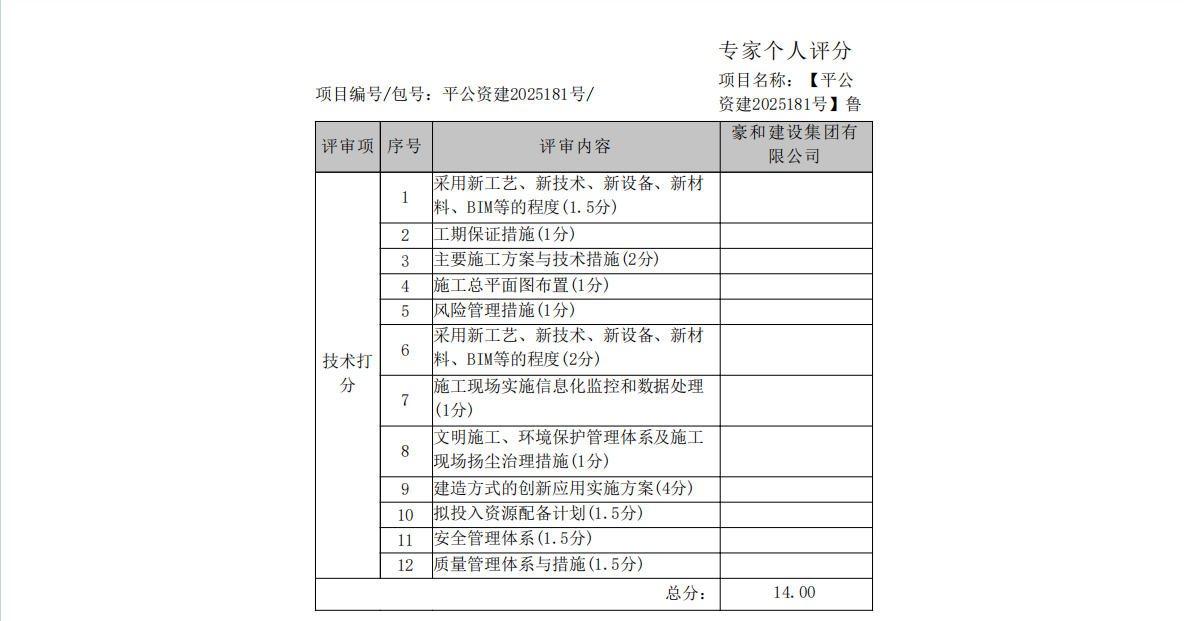 专家个人评分
项目编号/包号：平公资建2025181号/
项目名称：【平公
资建2025181号】鲁
评审项 序号 评审内容 豪和建设集团有
限公司
技术打
分
1 采用新工艺、新技术、新设备、新材
料、BIM等的程度(1.5分)
2 工期保证措施(1分)
3 主要施工方案与技术措施(2分)
4 施工总平面图布置(1分)
5 风险管理措施(1分)
6 采用新工艺、新技术、新设备、新材
料、BIM等的程度(2分)
7 施工现场实施信息化监控和数据处理
(1分)
8 文明施工、环境保护管理体系及施工
现场扬尘治理措施(1分)
9 建造方式的创新应用实施方案(4分)
10 拟投入资源配备计划(1.5分)
11 安全管理体系(1.5分)
12 质量管理体系与措施(1.5分)
总分： 14.00